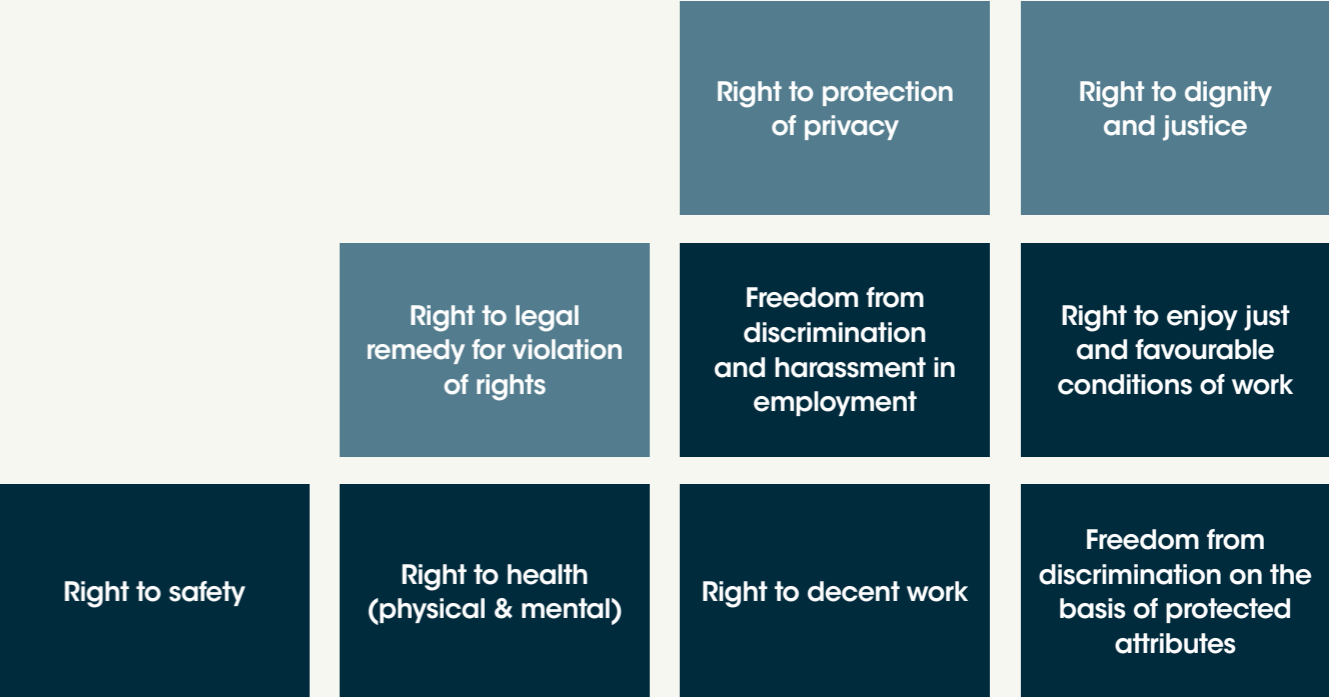 Right to protection
of privacy
Right to dignity
and justice
Right to legal
remedy for violation
of rights
Freedom from
discrimination
and harassment in
employment
Right to enjoy just
and favourable
conditions of work
Right to safety
Right to health
(physical & mental)
Right to decent work
Freedom from
discrimination on the
basis of protected
attributes